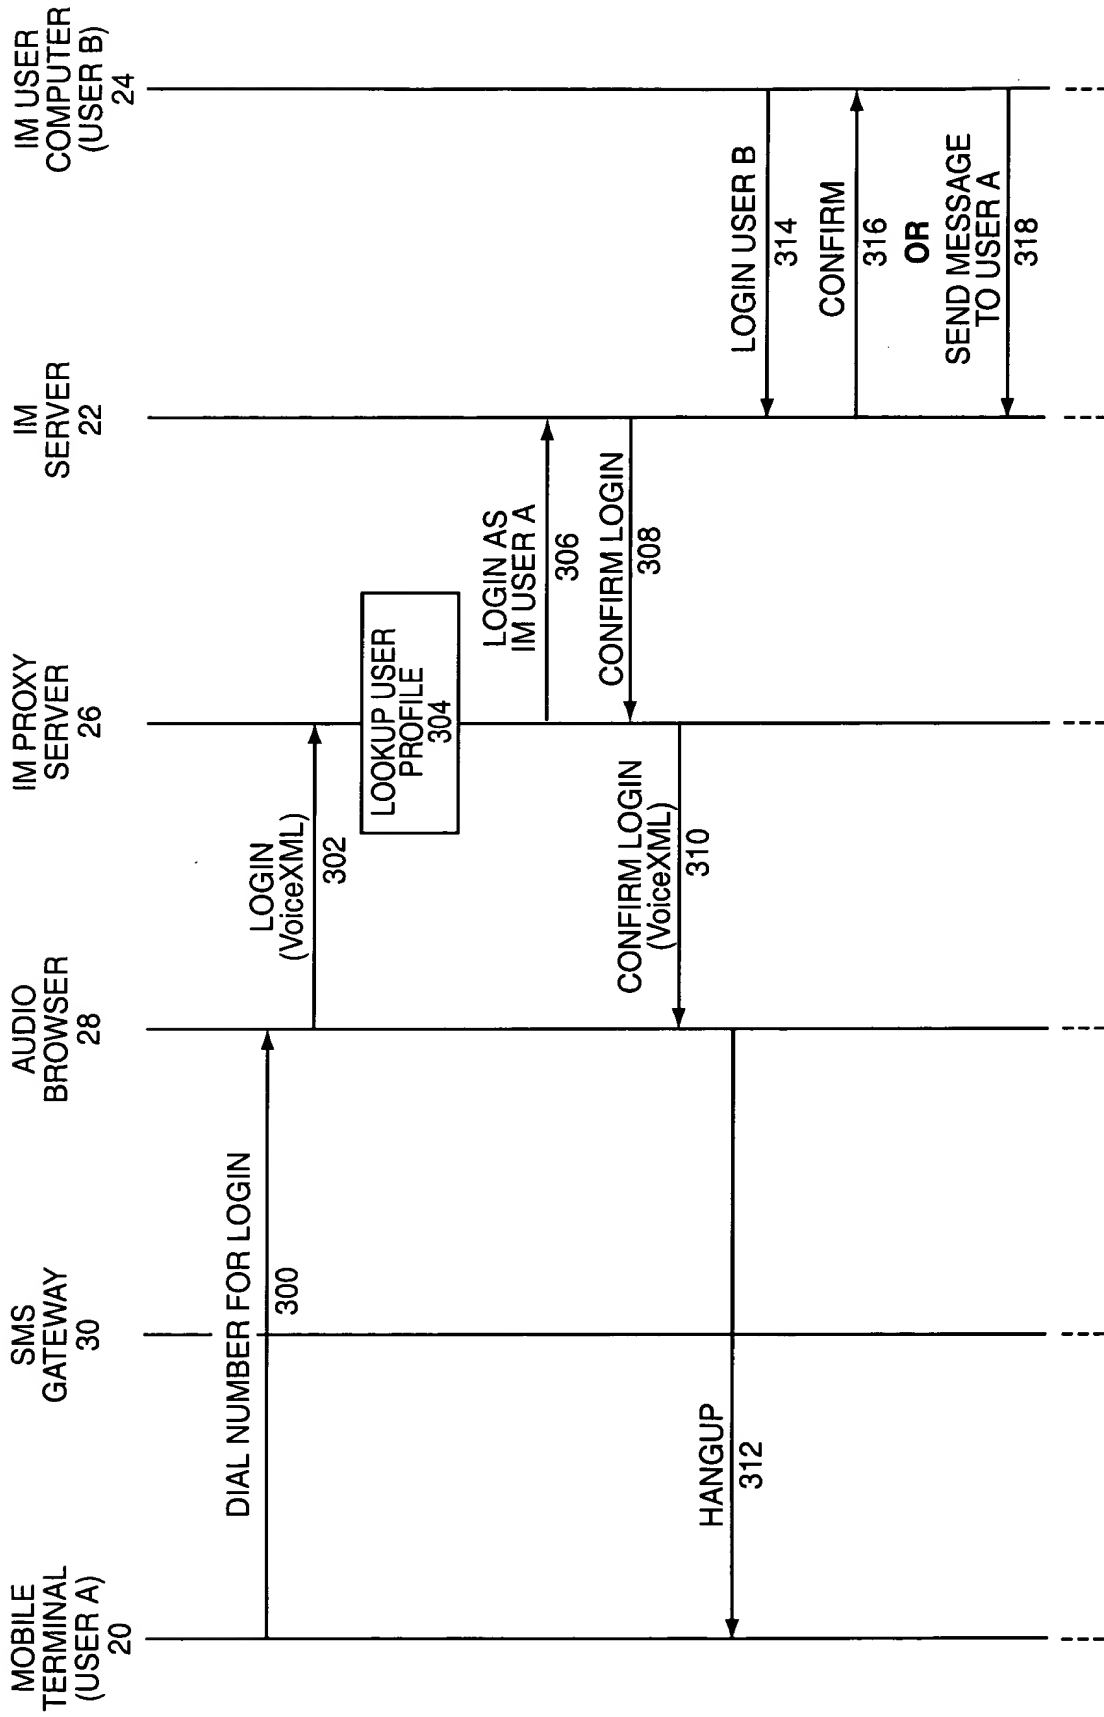 MOBILE
TERMINAL
(USER A)
20
SMS
GATEWAY
30
AUDIO
BROWSER
28
IM PROXY
SERVER
26
IM
SERVER
22
IM USER
COMPUTER
(USER B)
24
DIAL NUMBER FOR LOGIN
300
LOGIN
(VoiceXML)
302
LOOKUP USER
PROFILE
304
LOGIN AS
IM USER A
306
CONFIRM LOGIN
308
CONFIRM LOGIN
(VoiceXML)
310
HANGUP
312
LOGIN USER B
314
CONFIRM
316
OR
SEND MESSAGE
TO USER A
318